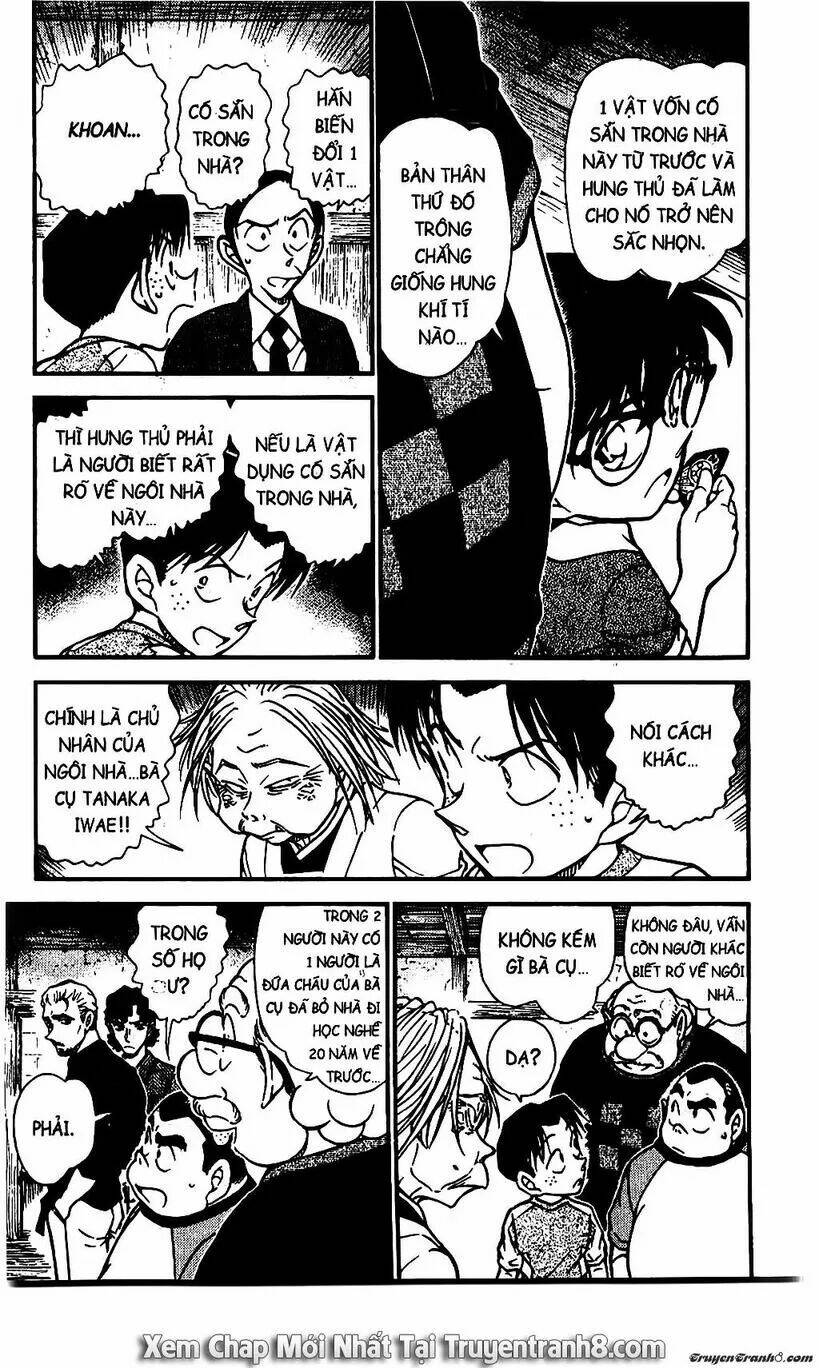 1 VẬT VỐN CÓ
SẴN TRONG NHÀ
NÀY TỪ TRƯỚC VÀ
HUNG THỦ ĐÃ LÀM
CHO NÓ TRỞ NÊN
SẮC NHỌN.
BẢN THÂN
THỨ ĐÓ
TRÔNG
CHẲNG
GIỐNG HUNG
KHÍ TÍ
NÀO...
HẮN
BIẾN
ĐỔI 1
VẬT...
CÓ SẴN
TRONG
NHÀ?
KHOAN...
NẾU LÀ VẬT
DỤNG CÓ SẴN
TRONG NHÀ,
THÌ HUNG THỦ PHẢI
LÀ NGƯỜI BIẾT RẤT
RÕ VỀ NGÔI NHÀ
NÀY...
NÓI CÁCH
KHÁC...
CHÍNH LÀ CHỦ
NHÂN CỦA
NGÔI NHÀ...BÀ
CỤ TANAKA
IWAE!!
KHÔNG ĐÂU, VẪN
CÒN NGƯỜI KHÁC
BIẾT RÕ VỀ NGÔI
NHÀ...
KHÔNG KÉM
GÌ BÀ CỤ...
DẠ?
TRONG 2
NGƯỜI NÀY CÓ
1 NGƯỜI LÀ
ĐỨA CHÁU CỦA BÀ
CỤ ĐÃ BỎ NHÀ ĐI
HỌC NGHỀ
20 NĂM VỀ
TRƯỚC...
TRONG
SỐ HỌ
Ư?
PHẢI.
Xem Chap Mới Nhất Tại Truyentranh8.com
TruyenTranh8.com